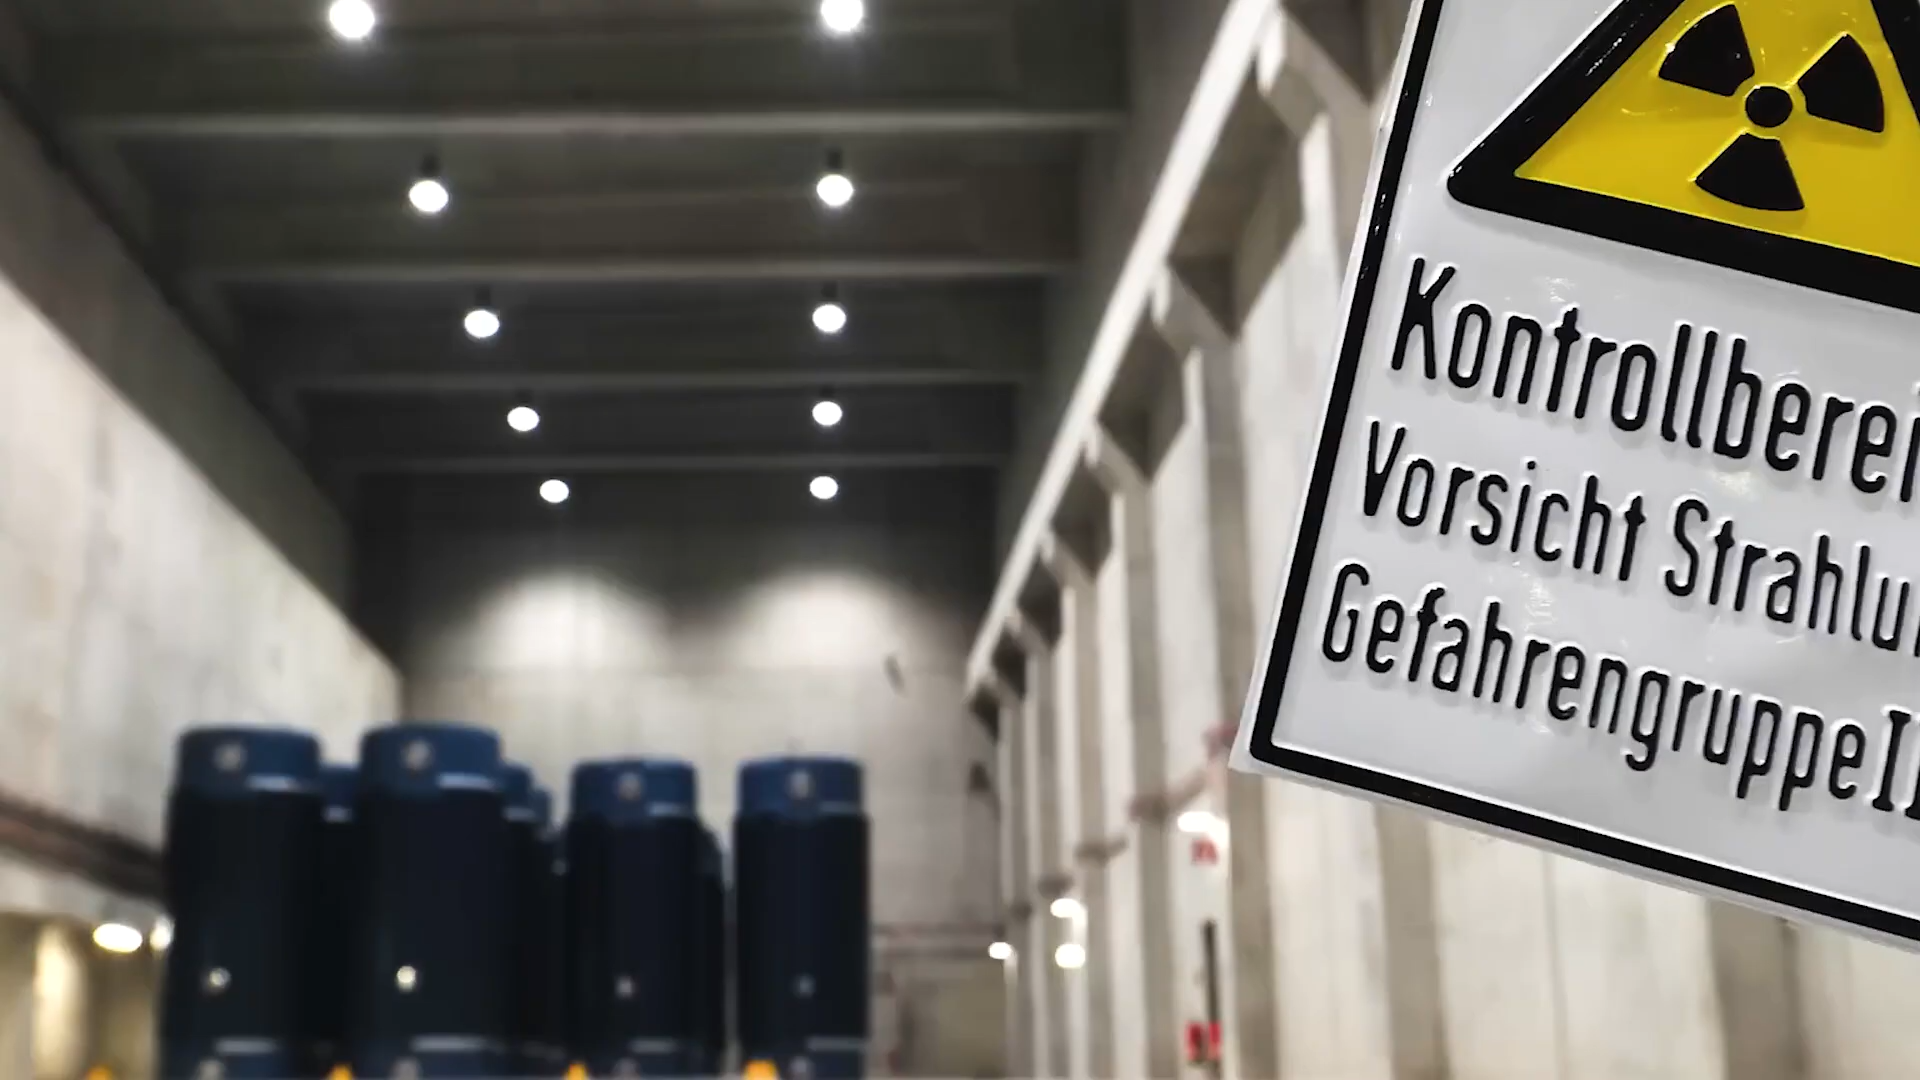 Kontrollberei
Vorsicht Strahlu
Gefahrengruppe I